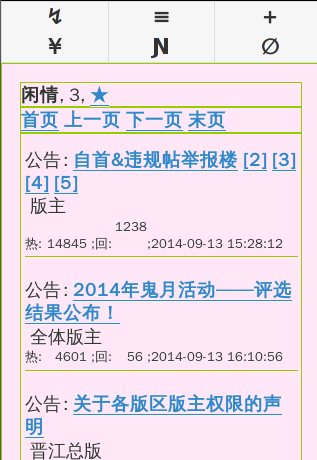 ↯ ≡ +
¥ Ɲ ∅
闲情, 3, ★
首页 上一页 下一页 末页
公告: 自首&违规帖举报楼 [2] [3]
[4] [5]
版主
1238
热: 14845 ;回: ;2014-09-13 15:28:12
公告: 2014年鬼月活动——评选
结果公布！
全体版主
热: 4601 ;回: 56 ;2014-09-13 16:10:56
公告: 关于各版区版主权限的声
明
晋江总版